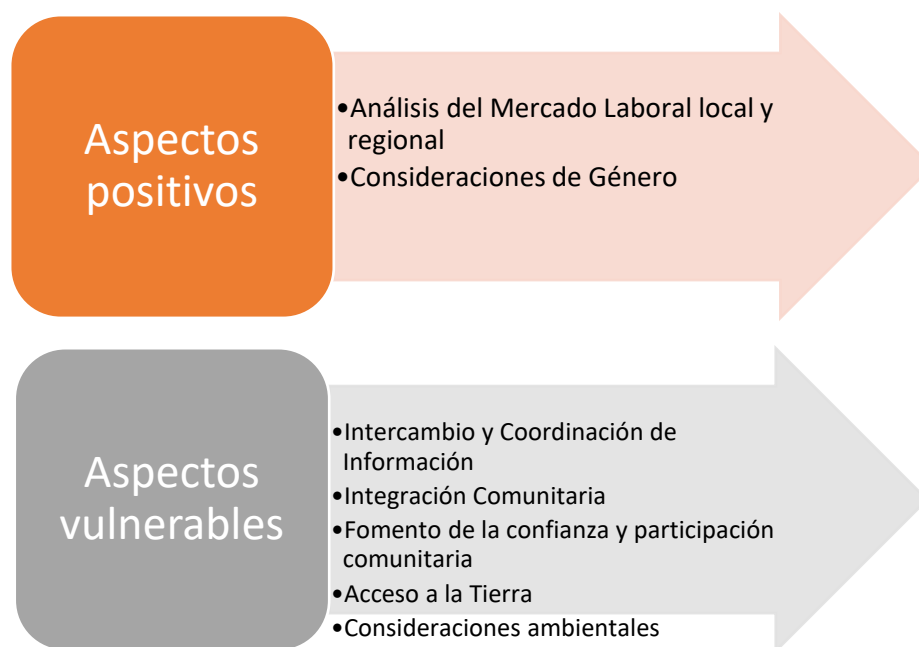 Aspectos
positivos
•Análisis del Mercado Laboral local y
regional
•Consideraciones de Género
Aspectos
vulnerables
•Intercambio y Coordinación de
Información
•Integración Comunitaria
•Fomento de la confianza y participación
comunitaria
•Acceso a la Tierra
•Consideraciones ambientales